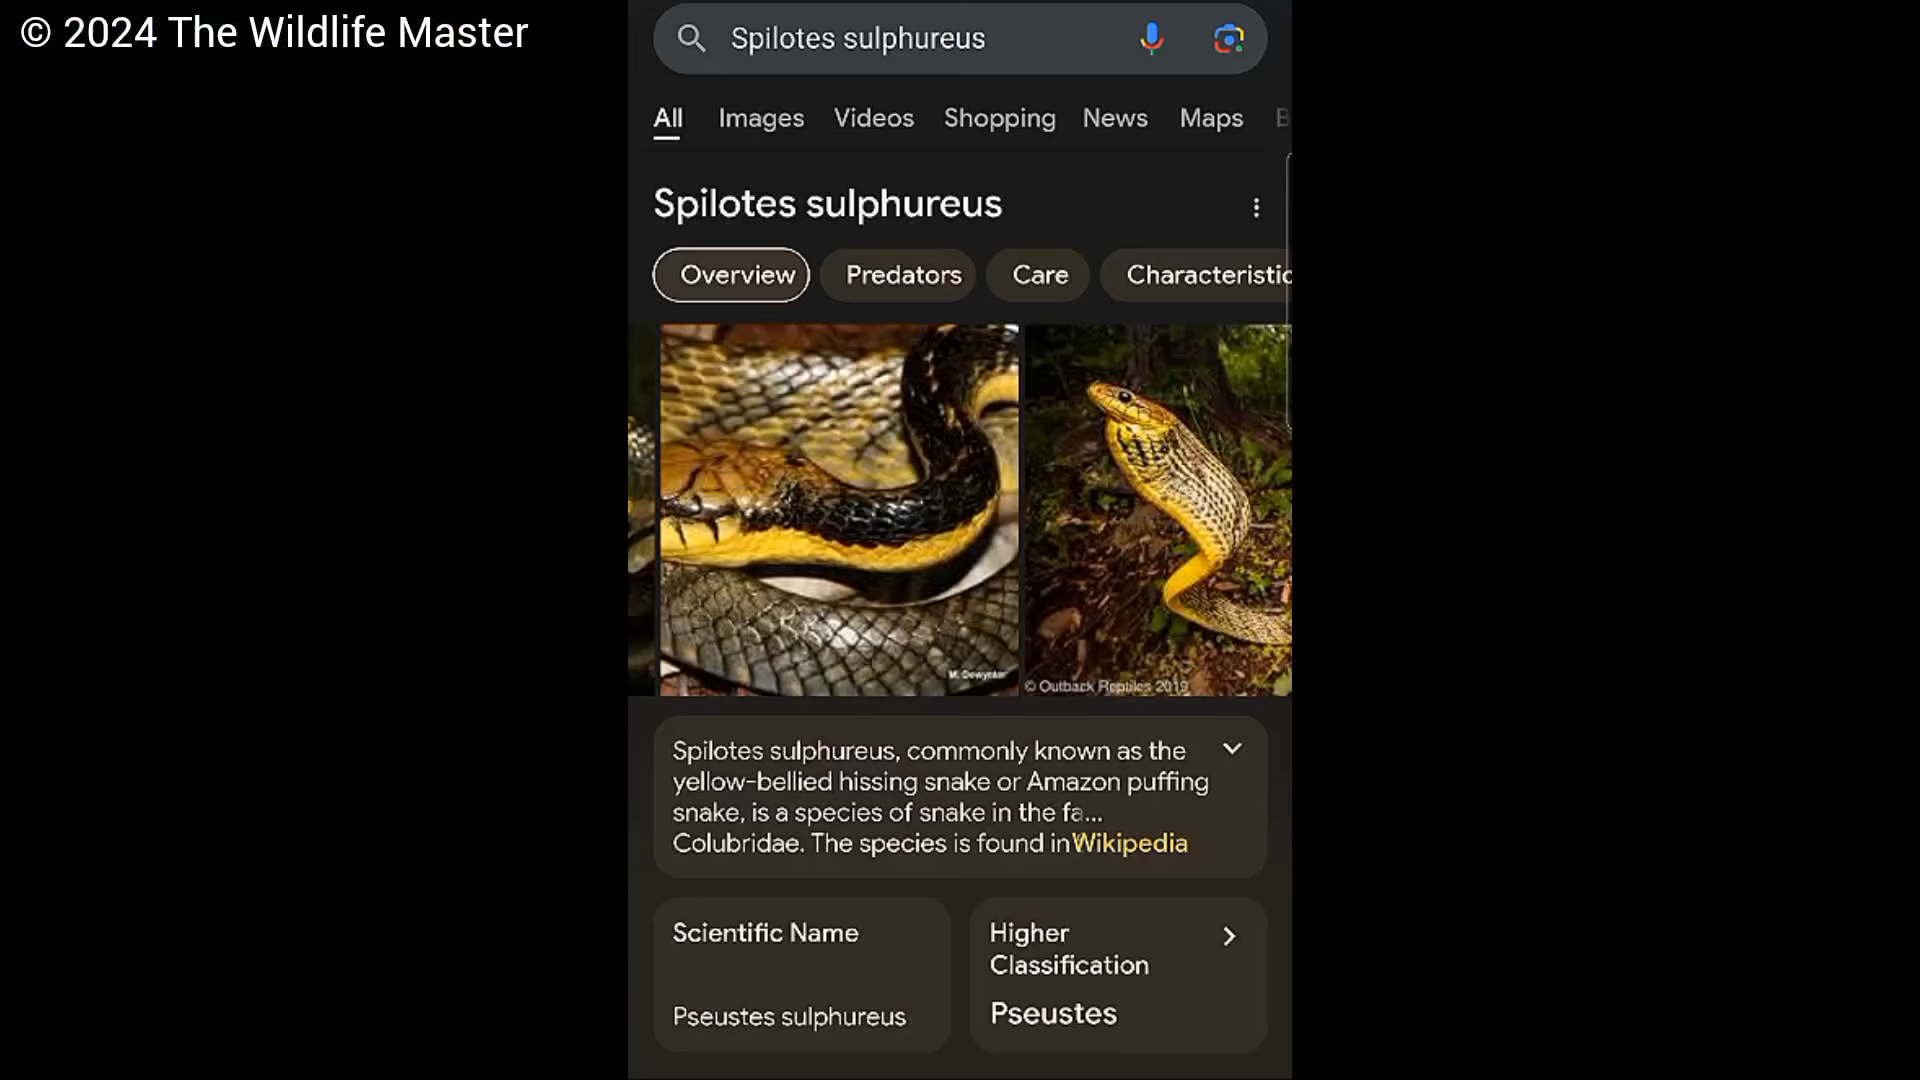 © 2024 The Wildlife Master
Spilotes sulphureus
All Images Videos Shopping News Maps B
Spilotes sulphureus
Overview Predators Care Characteristic
M. Dewynter
© Outback Reptiles 2019
Spilotes sulphureus, commonly known as the
yellow-bellied hissing snake or Amazon puffing
snake, is a species of snake in the fa...
Colubridae. The species is found in Wikipedia
Scientific Name
Pseustes sulphureus
Higher
Classification
Pseustes